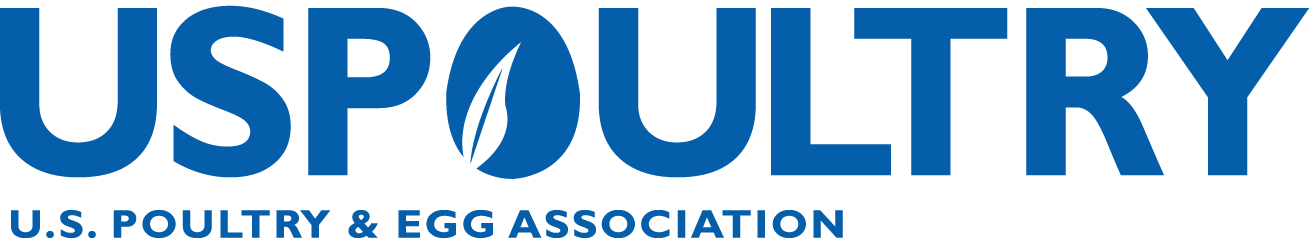 USPOULTRY
U.S. POULTRY & EGG ASSOCIATION